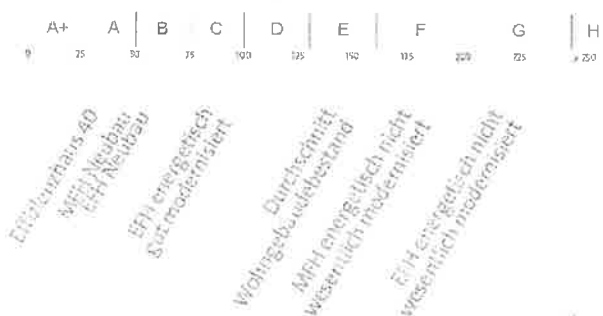 A+ A B C D E F G H
0 25 50 75 100 125 150 175 200 225 >250
Effizienzhaus 40
MFH Neubau
EFH Neubau
EFH energetisch
gut modernisiert
Durchschnitt
Wohngebäudebestand
MFH energetisch nicht
wesentlich modernisiert
EFH energetisch nicht
wesentlich modernisiert